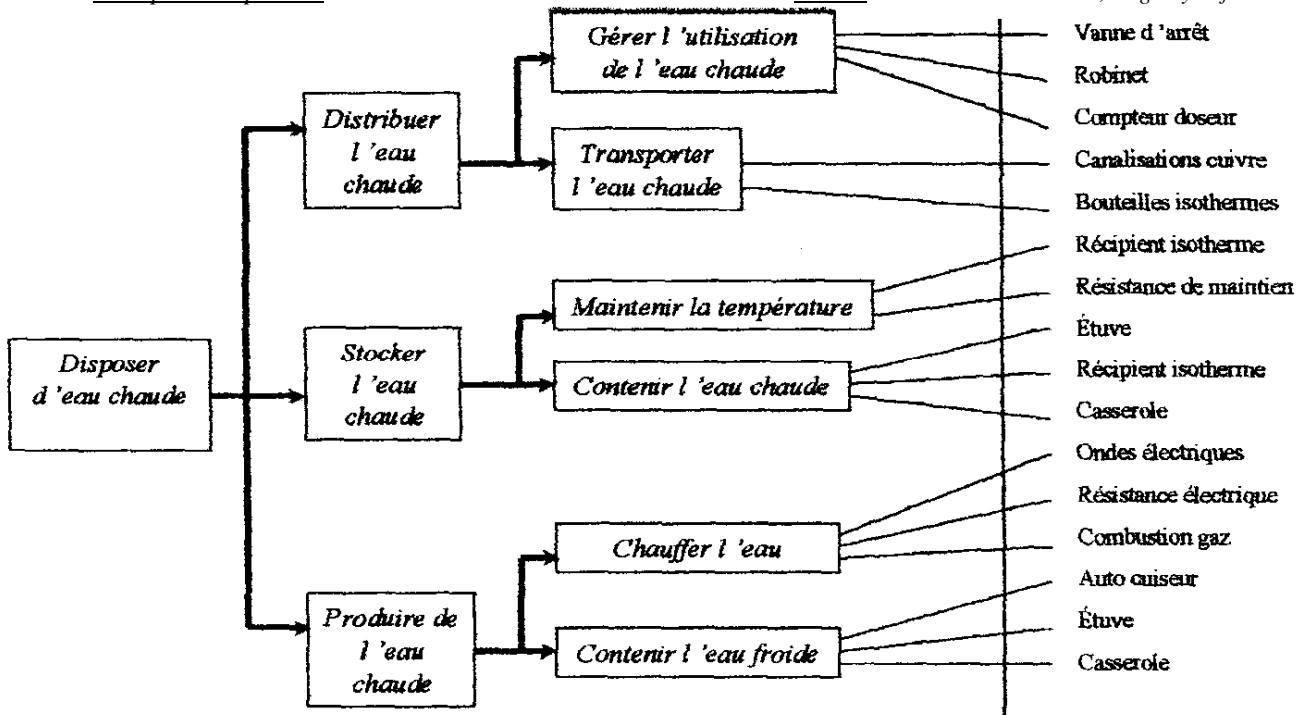 Gérer l 'utilisation
de l 'eau chaude
Distribuer
l 'eau
chaude
Transporter
l 'eau chaude
Maintenir la température
Disposer
d 'eau chaude
Stocker
l 'eau
chaude
Contenir l 'eau chaude
Chauffer l 'eau
Produire de
l 'eau
chaude
Contenir l 'eau froide
Vanne d 'arrêt
Robinet
Compteur doseur
Canalisations cuivre
Bouteilles isothermes
Récipient isotherme
Résistance de maintien
Étuve
Récipient isotherme
Casserole
Ondes électriques
Résistance électrique
Combustion gaz
Auto cuiseur
Étuve
Casserole